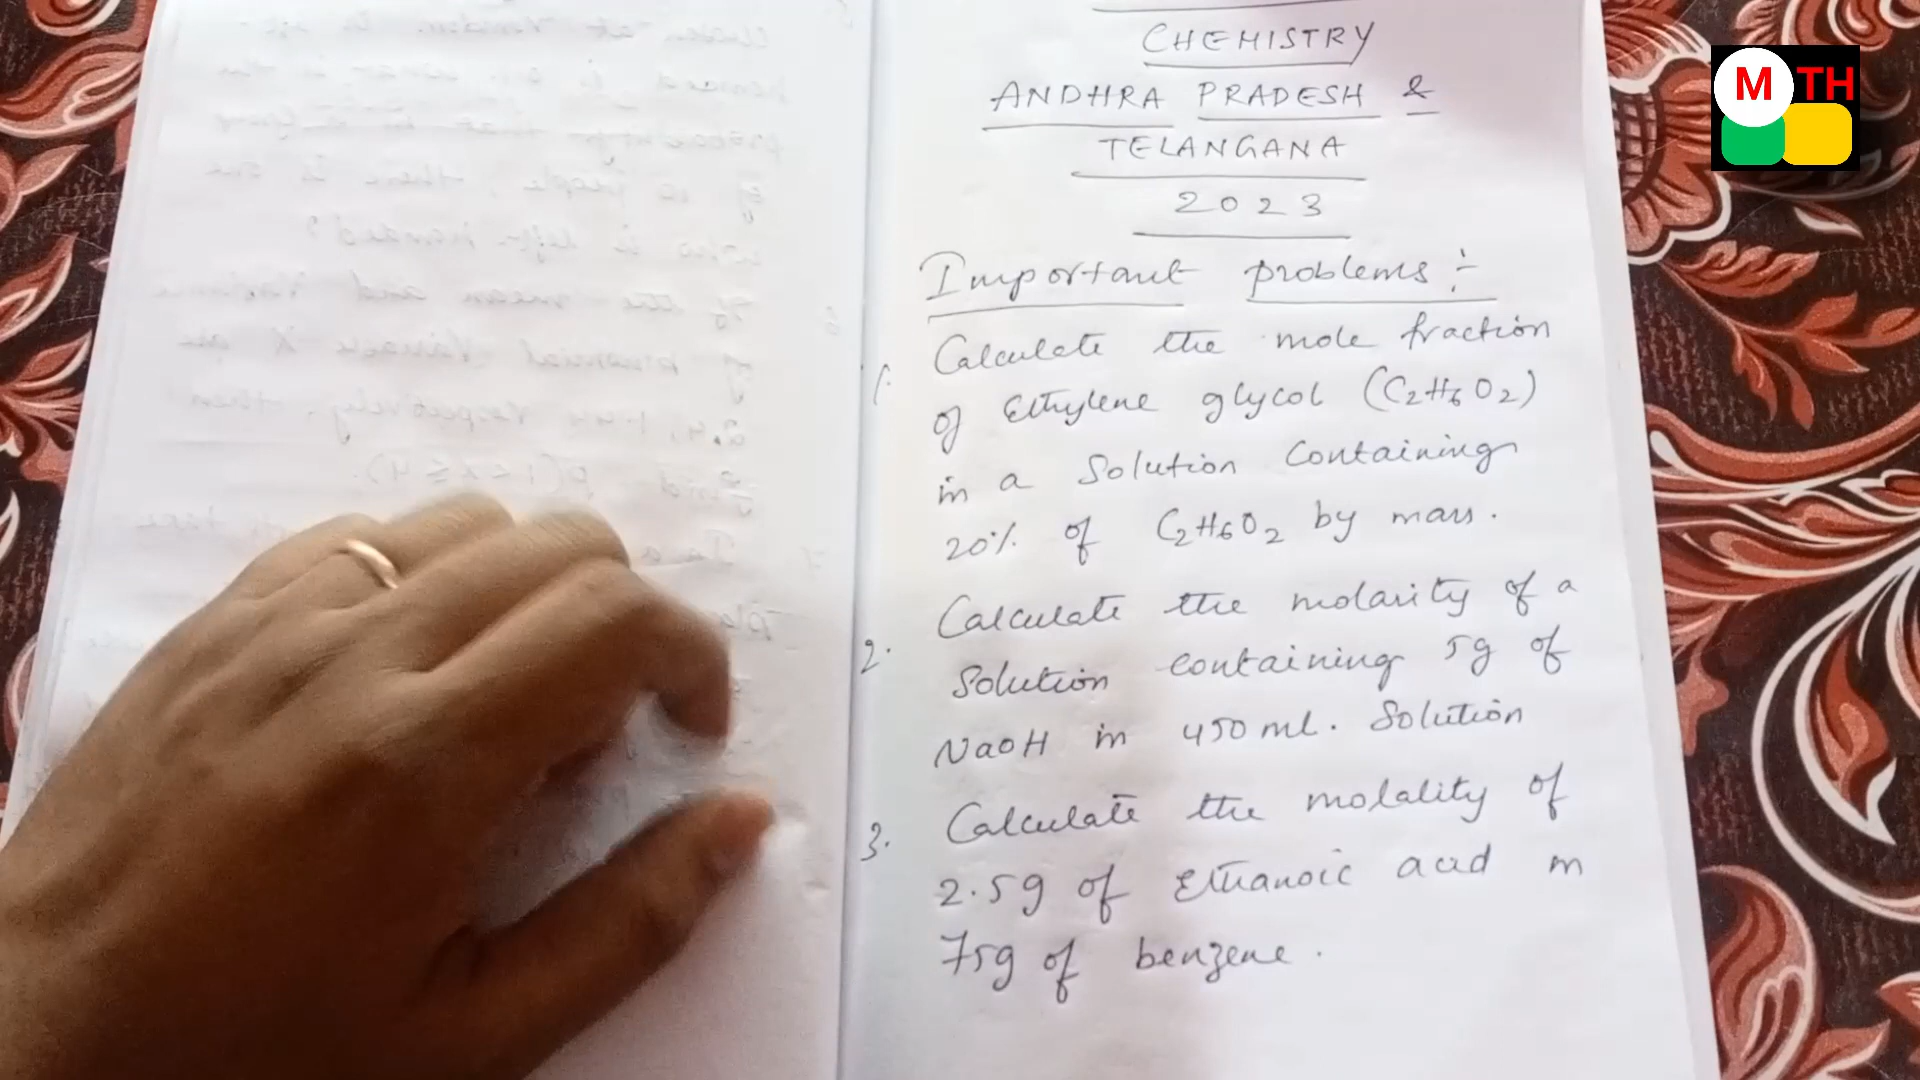 CHEMISTRY
ANDHRA PRADESH &
TELANGANA
2023
Important problems :-
1. Calculate the mole fraction
of Ethylene glycol (C2H6O2)
in a Solution Containing
20% of C2H6O2 by mass.
2. Calculate the molarity of a
Solution containing 5g of
NaOH in 450 ml. Solution
3. Calculate the molality of
2.5g of Ethanoic acid in
75g of benzene.
M TH